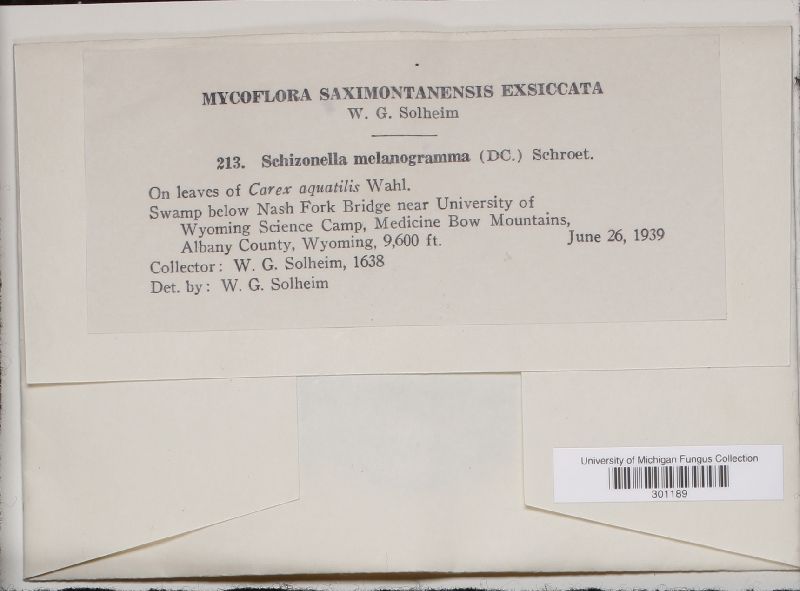 MYCOFLORA SAXIMONTANENSIS EXSICCATA
W. G. Solheim
213. Schizonella melanogramma (DC.) Schroet.
On leaves of Carex aquatilis Wahl.
Swamp below Nash Fork Bridge near University of
Wyoming Science Camp, Medicine Bow Mountains,
Albany County, Wyoming, 9,600 ft. June 26, 1939
Collector: W. G. Solheim, 1638
Det. by: W. G. Solheim
University of Michigan Fungus Collection
301189